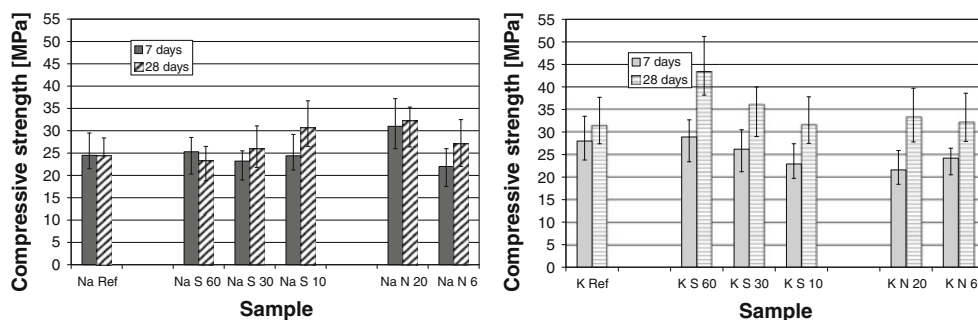 Compressive strength [MPa]
55
50
45
40
35
30
25
20
15
10
5
0
7 days
28 days
Na Ref Na S 60 Na S 30 Na S 10 Na N 20 Na N 6
Sample
Compressive strength [MPa]
55
50
45
40
35
30
25
20
15
10
5
0
7 days
28 days
K Ref K S 60 K S 30 K S 10 K N 20 K N 6
Sample